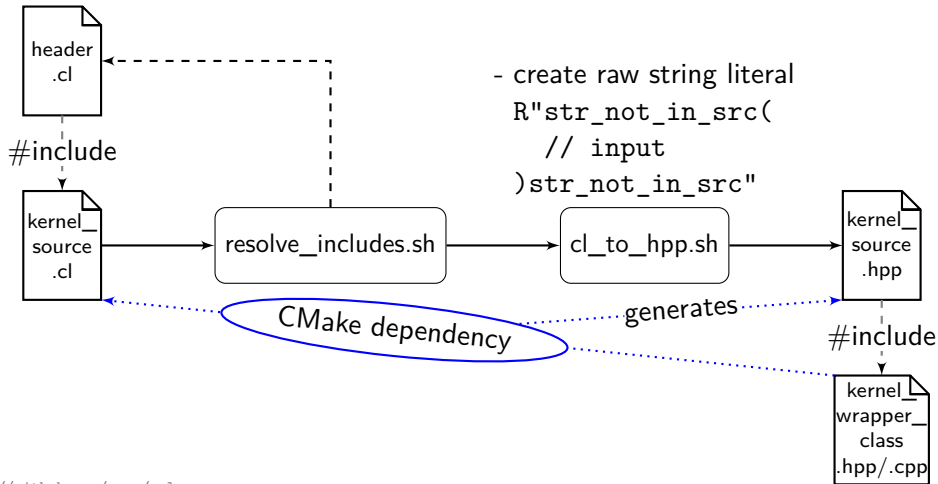 header
.cl
- create raw string literal
R"str_not_in_src(
// input
)str_not_in_src"
#include
kernel_
source
.cl
resolve_includes.sh
cl_to_hpp.sh
kernel_
source
.hpp
CMake dependency
generates
#include
kernel_
wrapper_
class
.hpp/.cpp